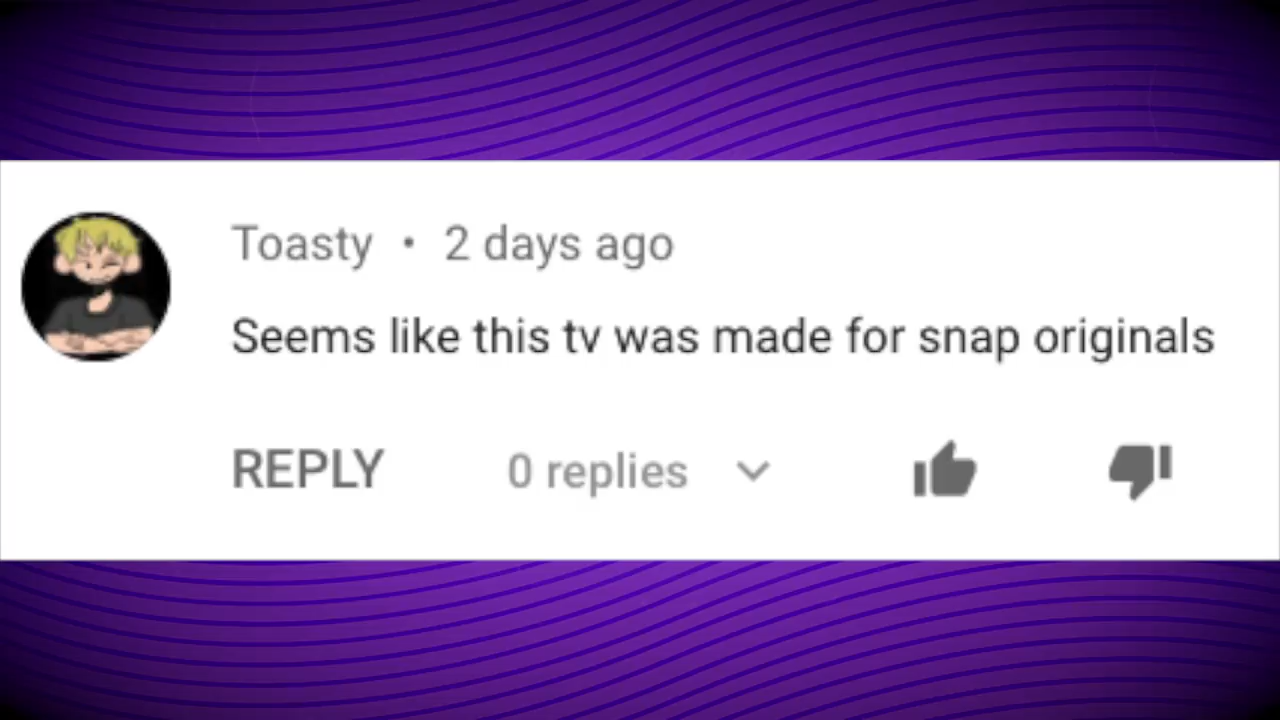 Toasty • 2 days ago
Seems like this tv was made for snap originals
REPLY 0 replies